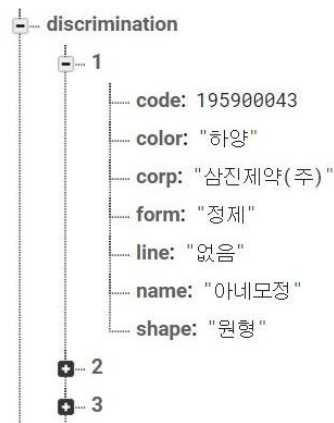 discrimination
1
code: 195900043
color: "하양"
corp: "삼진제약(주)"
form: "정제"
line: "없음"
name: "아네모정"
shape: "원형"
2
3